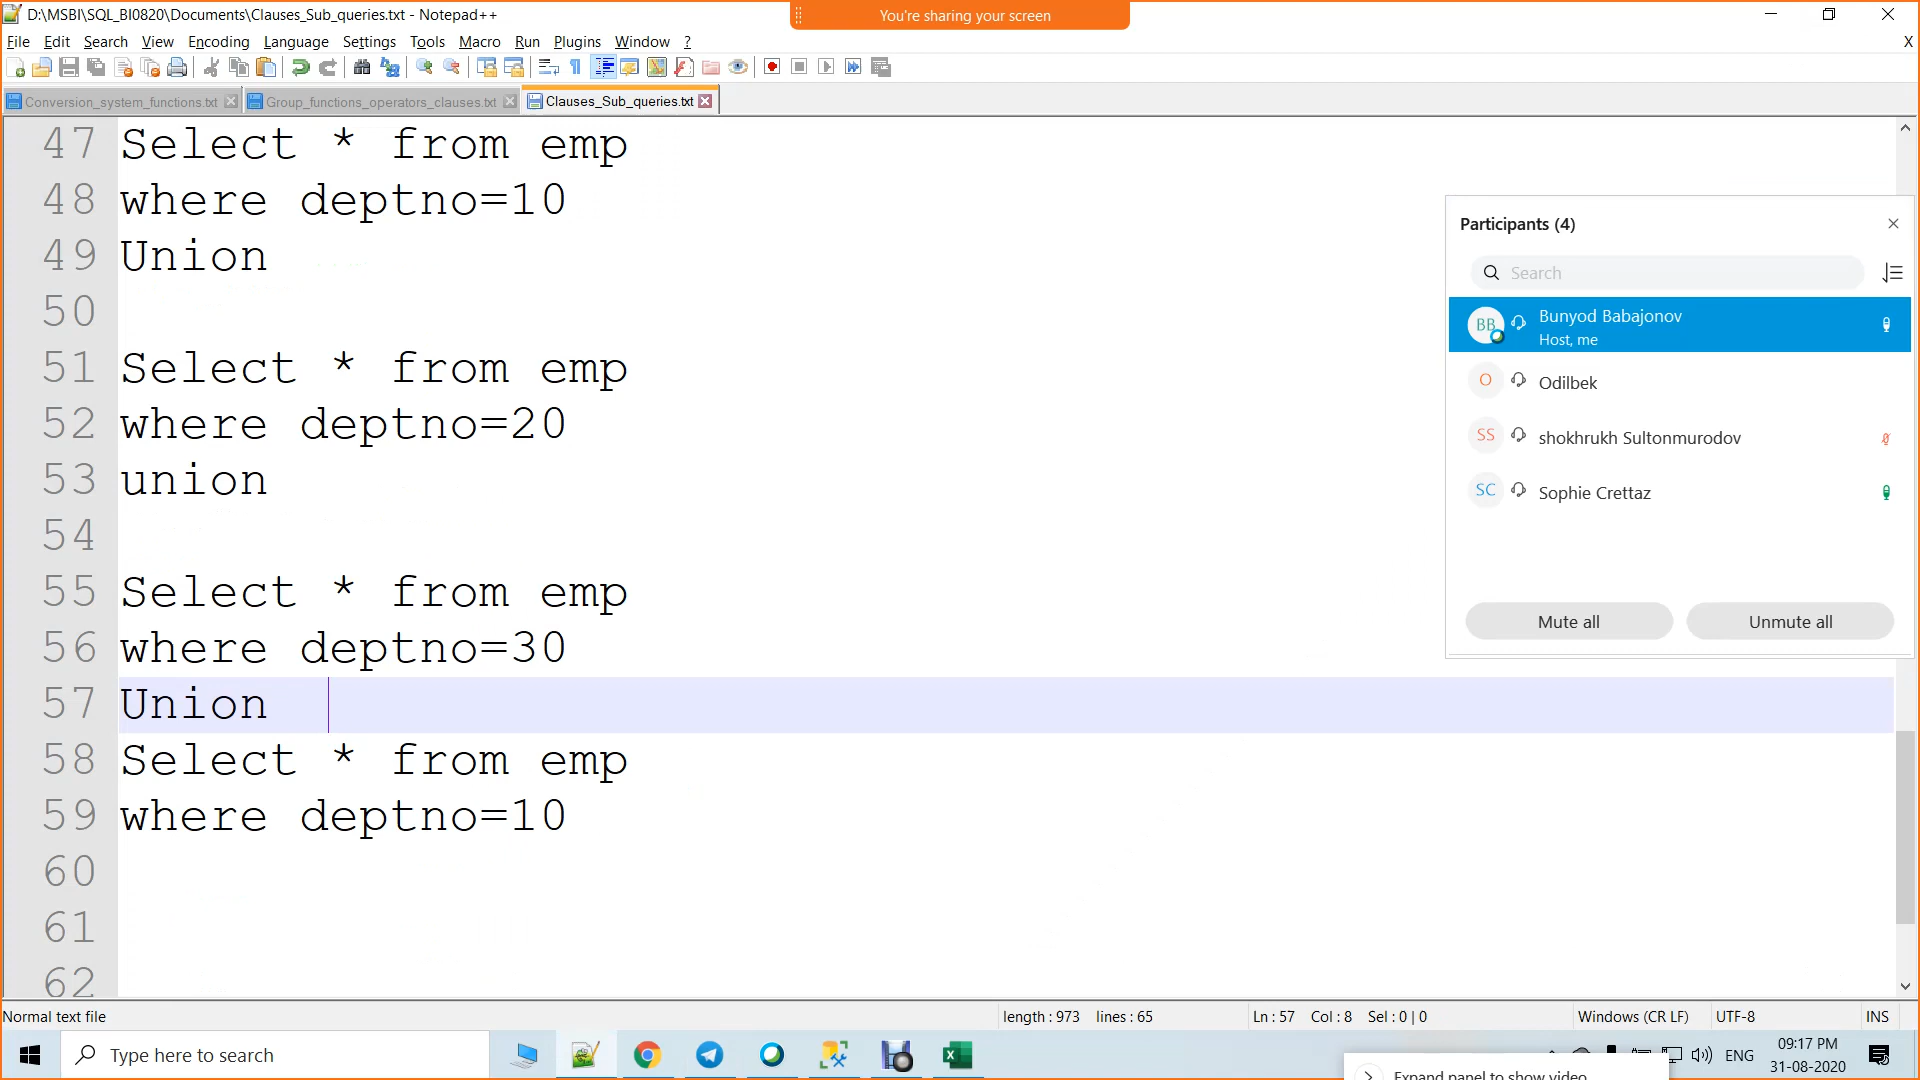 D:\MSBI\SQL_BI0820\Documents\Clauses_Sub_queries.txt - Notepad++
You're sharing your screen
File Edit Search View Encoding Language Settings Tools Macro Run Plugins Window ? X
Conversion_system_functions.txt Group_functions_operators_clauses.txt Clauses_Sub_queries.txt
47 Select * from emp
48 where deptno=10
49 Union
50
51 Select * from emp
52 where deptno=20
53 union
54
55 Select * from emp
56 where deptno=30
57 Union
58 Select * from emp
59 where deptno=10
60
61
62
Participants (4)
Search
BB Bunyod Babajonov
Host, me
O Odilbek
SS shokhrukh Sultonmurodov
SC Sophie Crettaz
Mute all Unmute all
Normal text file length : 973 lines : 65 Ln : 57 Col : 8 Sel : 0 | 0 Windows (CR LF) UTF-8 INS
Type here to search
ENG
09:17 PM
31-08-2020
Expand panel to show video